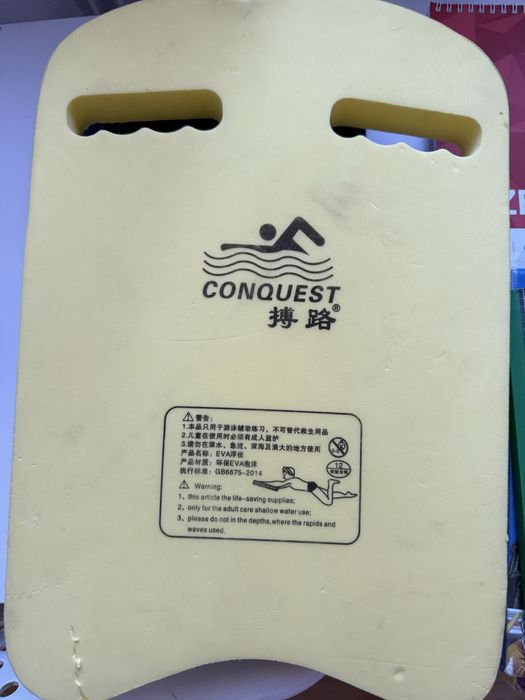 CONQUEST
搏路®
⚠警告:
1.本品只用于游泳辅助练习，不可替代救生用品
2.儿童在使用时必须有成人监护
3.请勿在深水、急流、深海及浪大的地方使用
产品名称: EVA浮板
产品材质: 环保EVA泡沫
执行标准: GB6675-2014
0-3
12
⚠ Warning:
1、this article the life-saving supplies;
2、only for the adult care shallow water use;
3、please do not in the depths,where the rapids and
waves used.